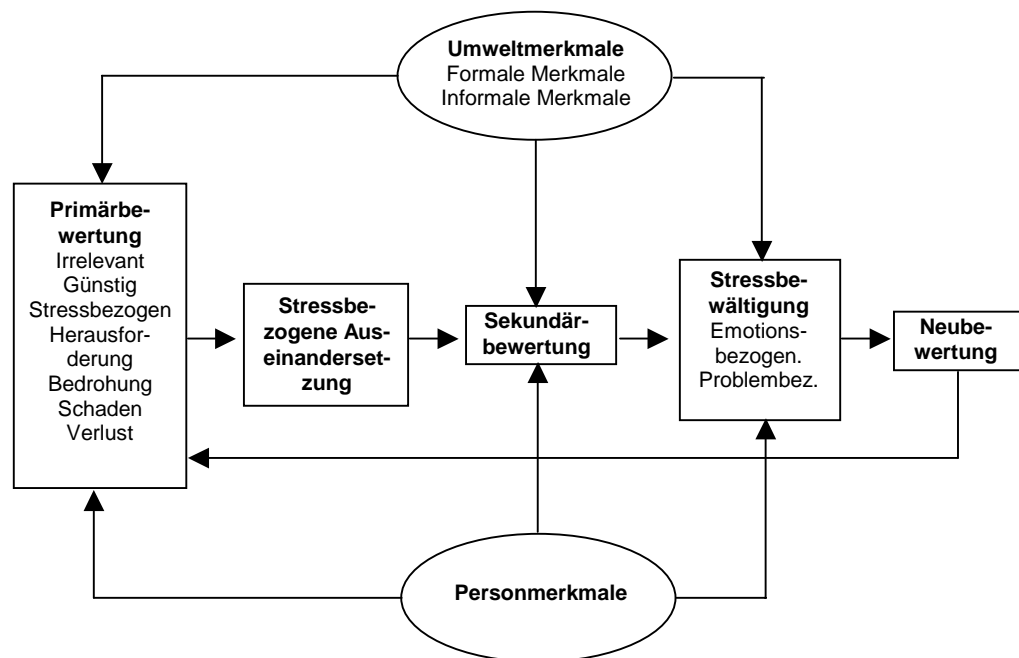 Umweltmerkmale
Formale Merkmale
Informale Merkmale
Primärbe-
wertung
Irrelevant
Günstig
Stressbezogen
Herausfor-
derung
Bedrohung
Schaden
Verlust
Stressbe-
zogene Aus-
einanderset-
zung
Sekundär-
bewertung
Stressbe-
wältigung
Emotions-
bezogen.
Problembez.
Neube-
wertung
Personmerkmale